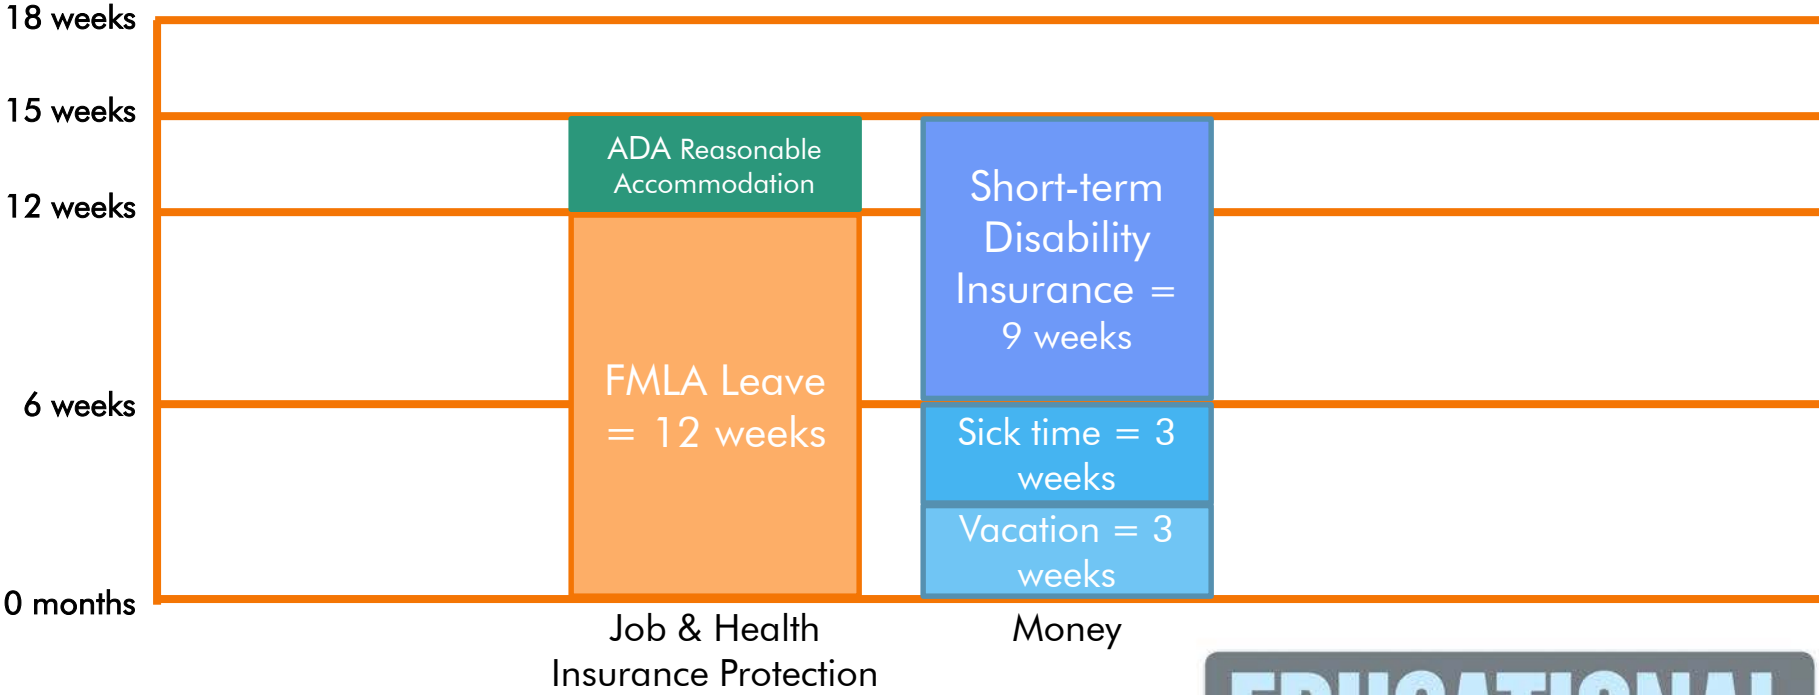 18 weeks
15 weeks
12 weeks
6 weeks
0 months
ADA Reasonable
Accommodation
FMLA Leave
= 12 weeks
Short-term
Disability
Insurance =
9 weeks
Sick time = 3
weeks
Vacation = 3
weeks
Job & Health
Insurance Protection
Money
EDUCATIONAL